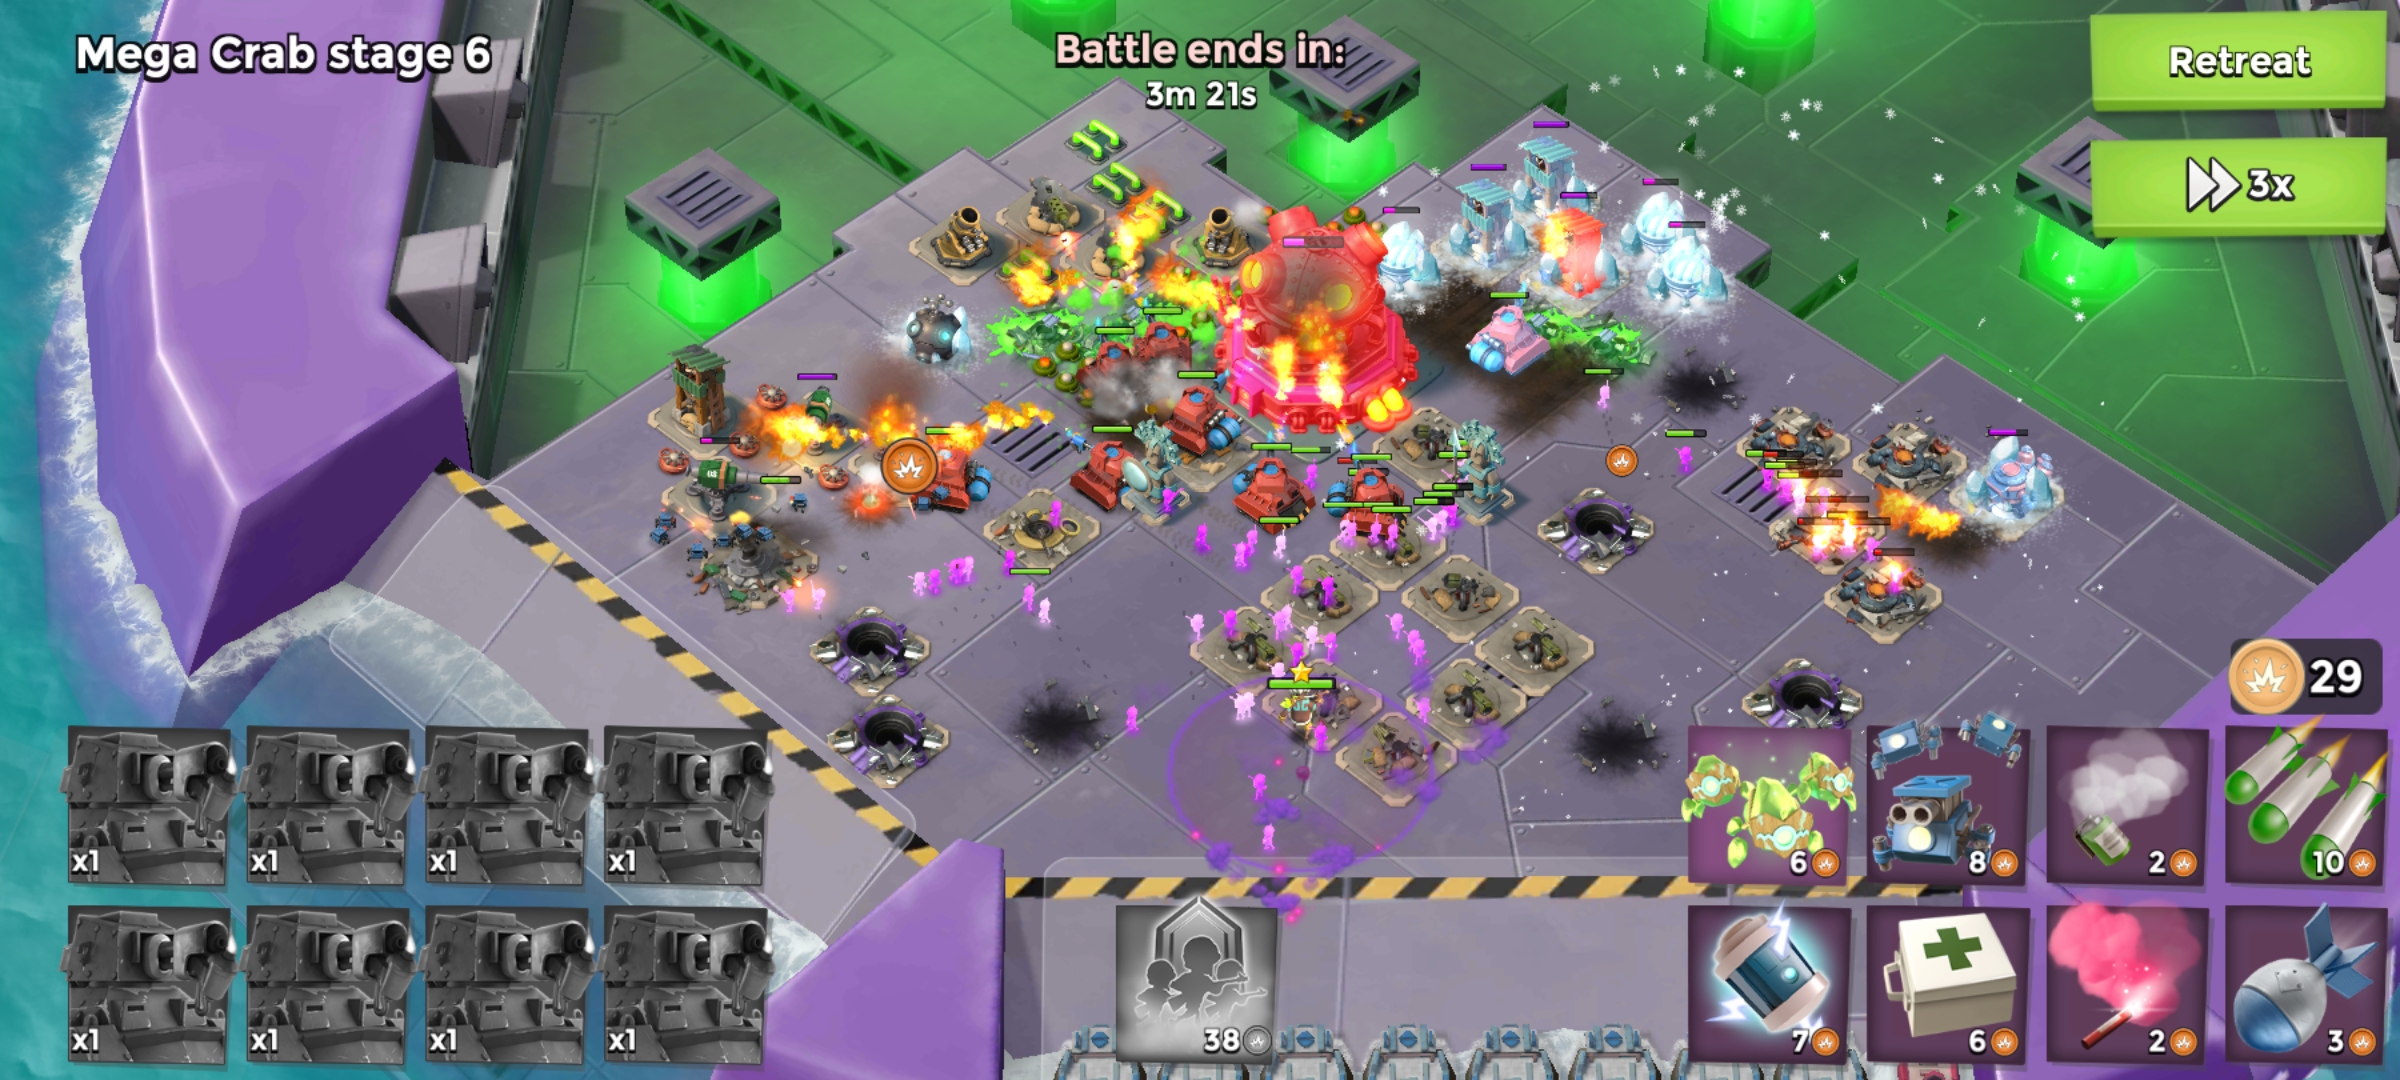 Mega Crab stage 6
Battle ends in:
3m 21s
Retreat
3x
29
x1
x1
x1
x1
6
8
2
10
x1
x1
x1
x1
38
7
6
2
3